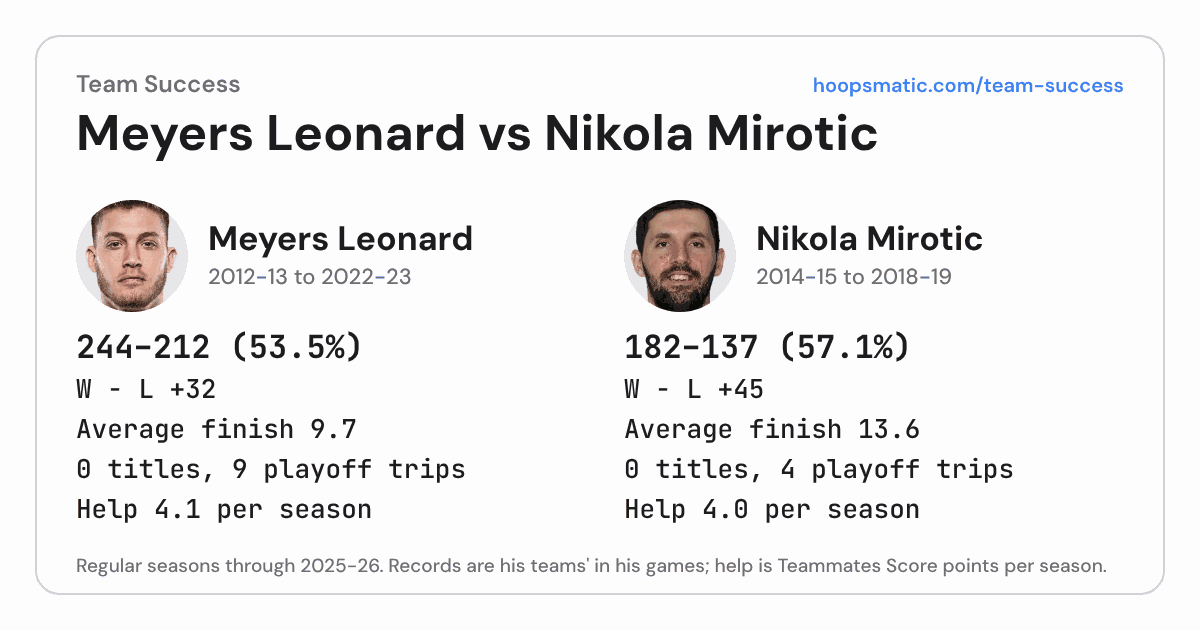 Team Success
hoopsmatic.com/team-success
Meyers Leonard vs Nikola Mirotic
Meyers Leonard
2012-13 to 2022-23
244-212 (53.5%)
W - L +32
Average finish 9.7
0 titles, 9 playoff trips
Help 4.1 per season
Nikola Mirotic
2014-15 to 2018-19
182-137 (57.1%)
W - L +45
Average finish 13.6
0 titles, 4 playoff trips
Help 4.0 per season
Regular seasons through 2025-26. Records are his teams' in his games; help is Teammates Score points per season.